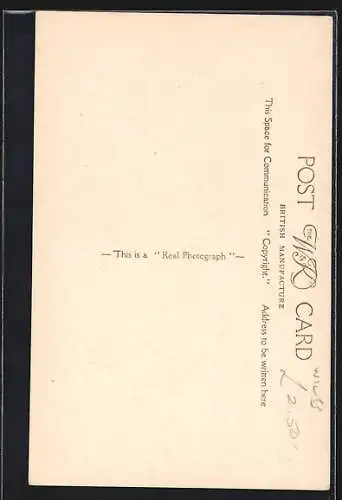 POST THE W&K CARD
BRITISH MANUFACTURE
This Space for Communication "Copyright." Address to be written here
— This is a "Real Photograph" —
£2.50